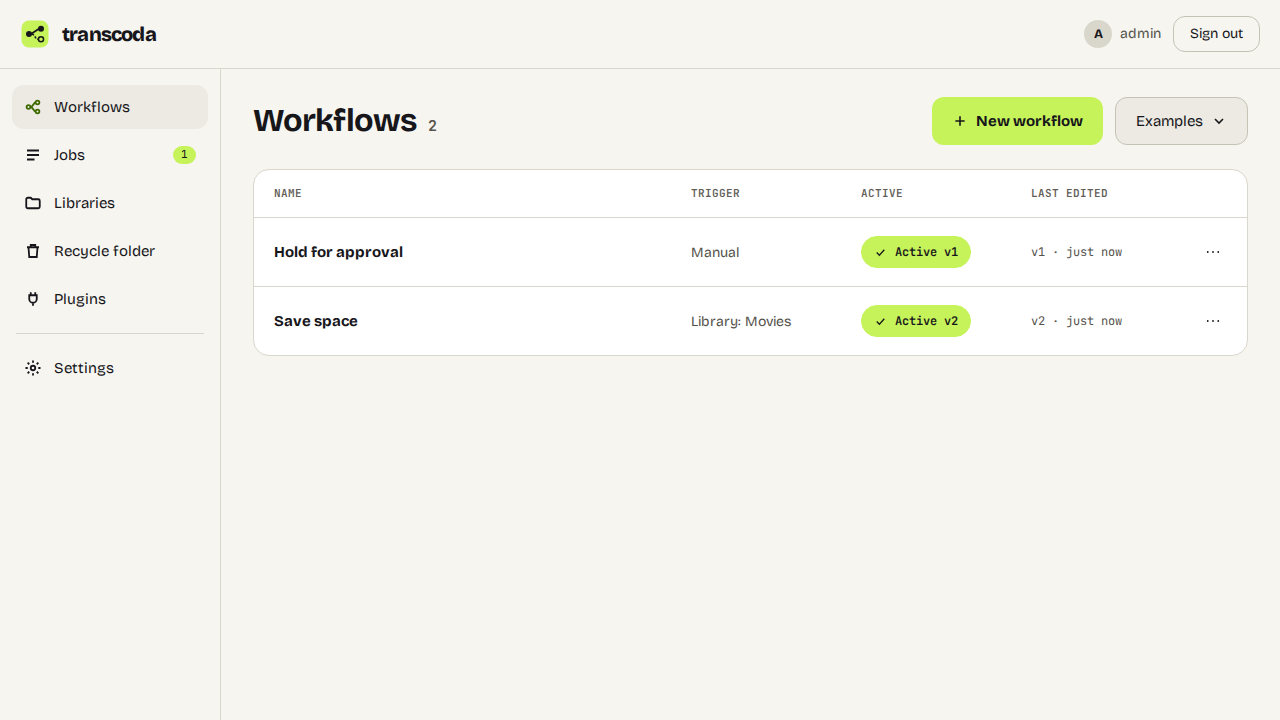 transcoda
A admin Sign out
Workflows
Jobs 1
Libraries
Recycle folder
Plugins
Settings
Workflows 2
+ New workflow
Examples
NAME TRIGGER ACTIVE LAST EDITED
Hold for approval Manual ✓ Active v1 v1 · just now ···
Save space Library: Movies ✓ Active v2 v2 · just now ···